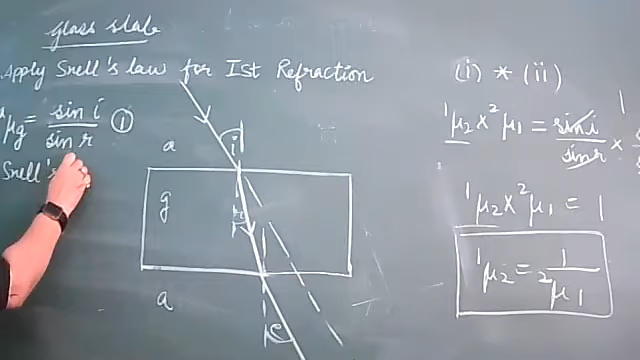 glass slab
Apply Snell's law for Ist Refraction
ᵃμg = sin i / sin r ①
Snell's
a
i
g
r
a
e
(i) * (ii)
¹μ₂ x ²μ₁ = sin i / sin r x
¹μ₂ x ²μ₁ = 1
¹μ₂ = 1 / ²μ₁